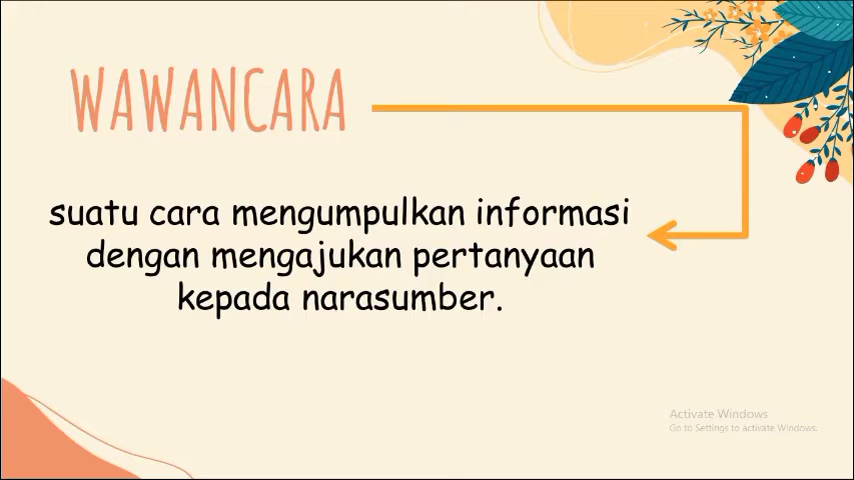 WAWANCARA
suatu cara mengumpulkan informasi
dengan mengajukan pertanyaan
kepada narasumber.
Activate Windows
Go to Settings to activate Windows.